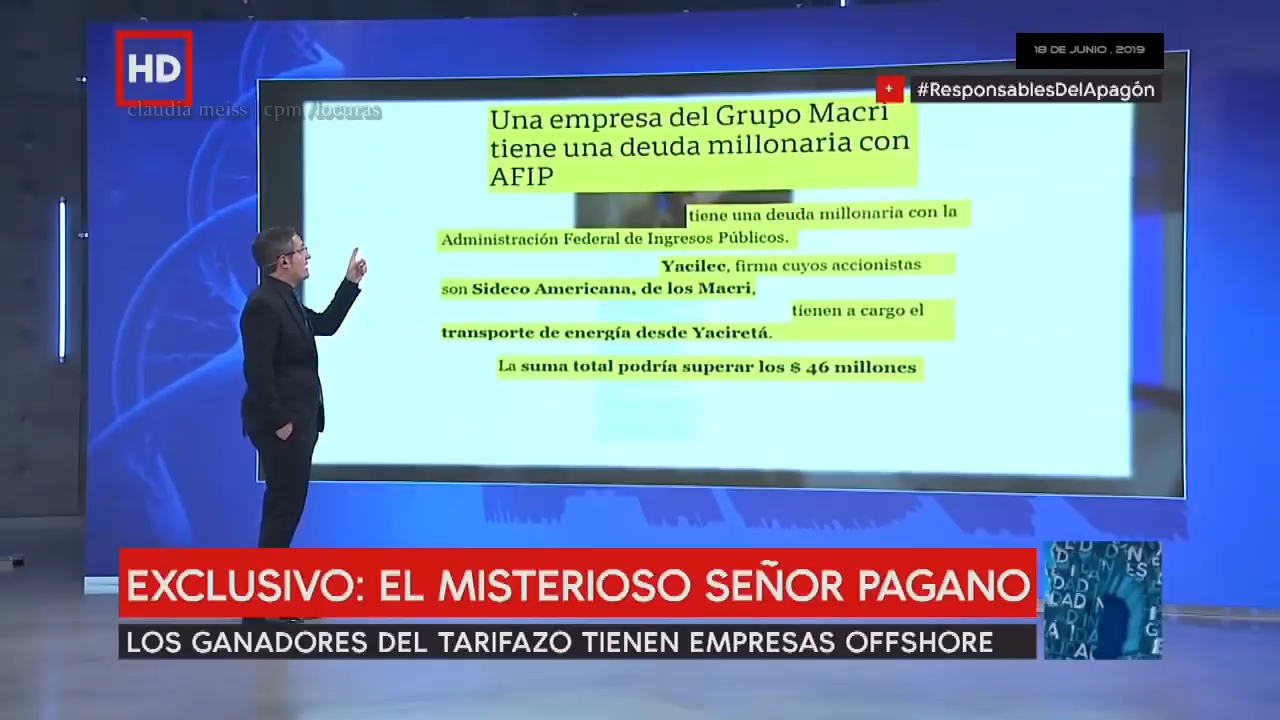 HD
18 DE JUNIO . 2019
claudia meiss cpm /locuras
+ #ResponsablesDelApagón
Una empresa del Grupo Macri
tiene una deuda millonaria con
AFIP
tiene una deuda millonaria con la
Administración Federal de Ingresos Públicos.
Yacilec, firma cuyos accionistas
son Sideco Americana, de los Macri,
tienen a cargo el
transporte de energía desde Yaciretá.
La suma total podría superar los $ 46 millones
EXCLUSIVO: EL MISTERIOSO SEÑOR PAGANO
LOS GANADORES DEL TARIFAZO TIENEN EMPRESAS OFFSHORE